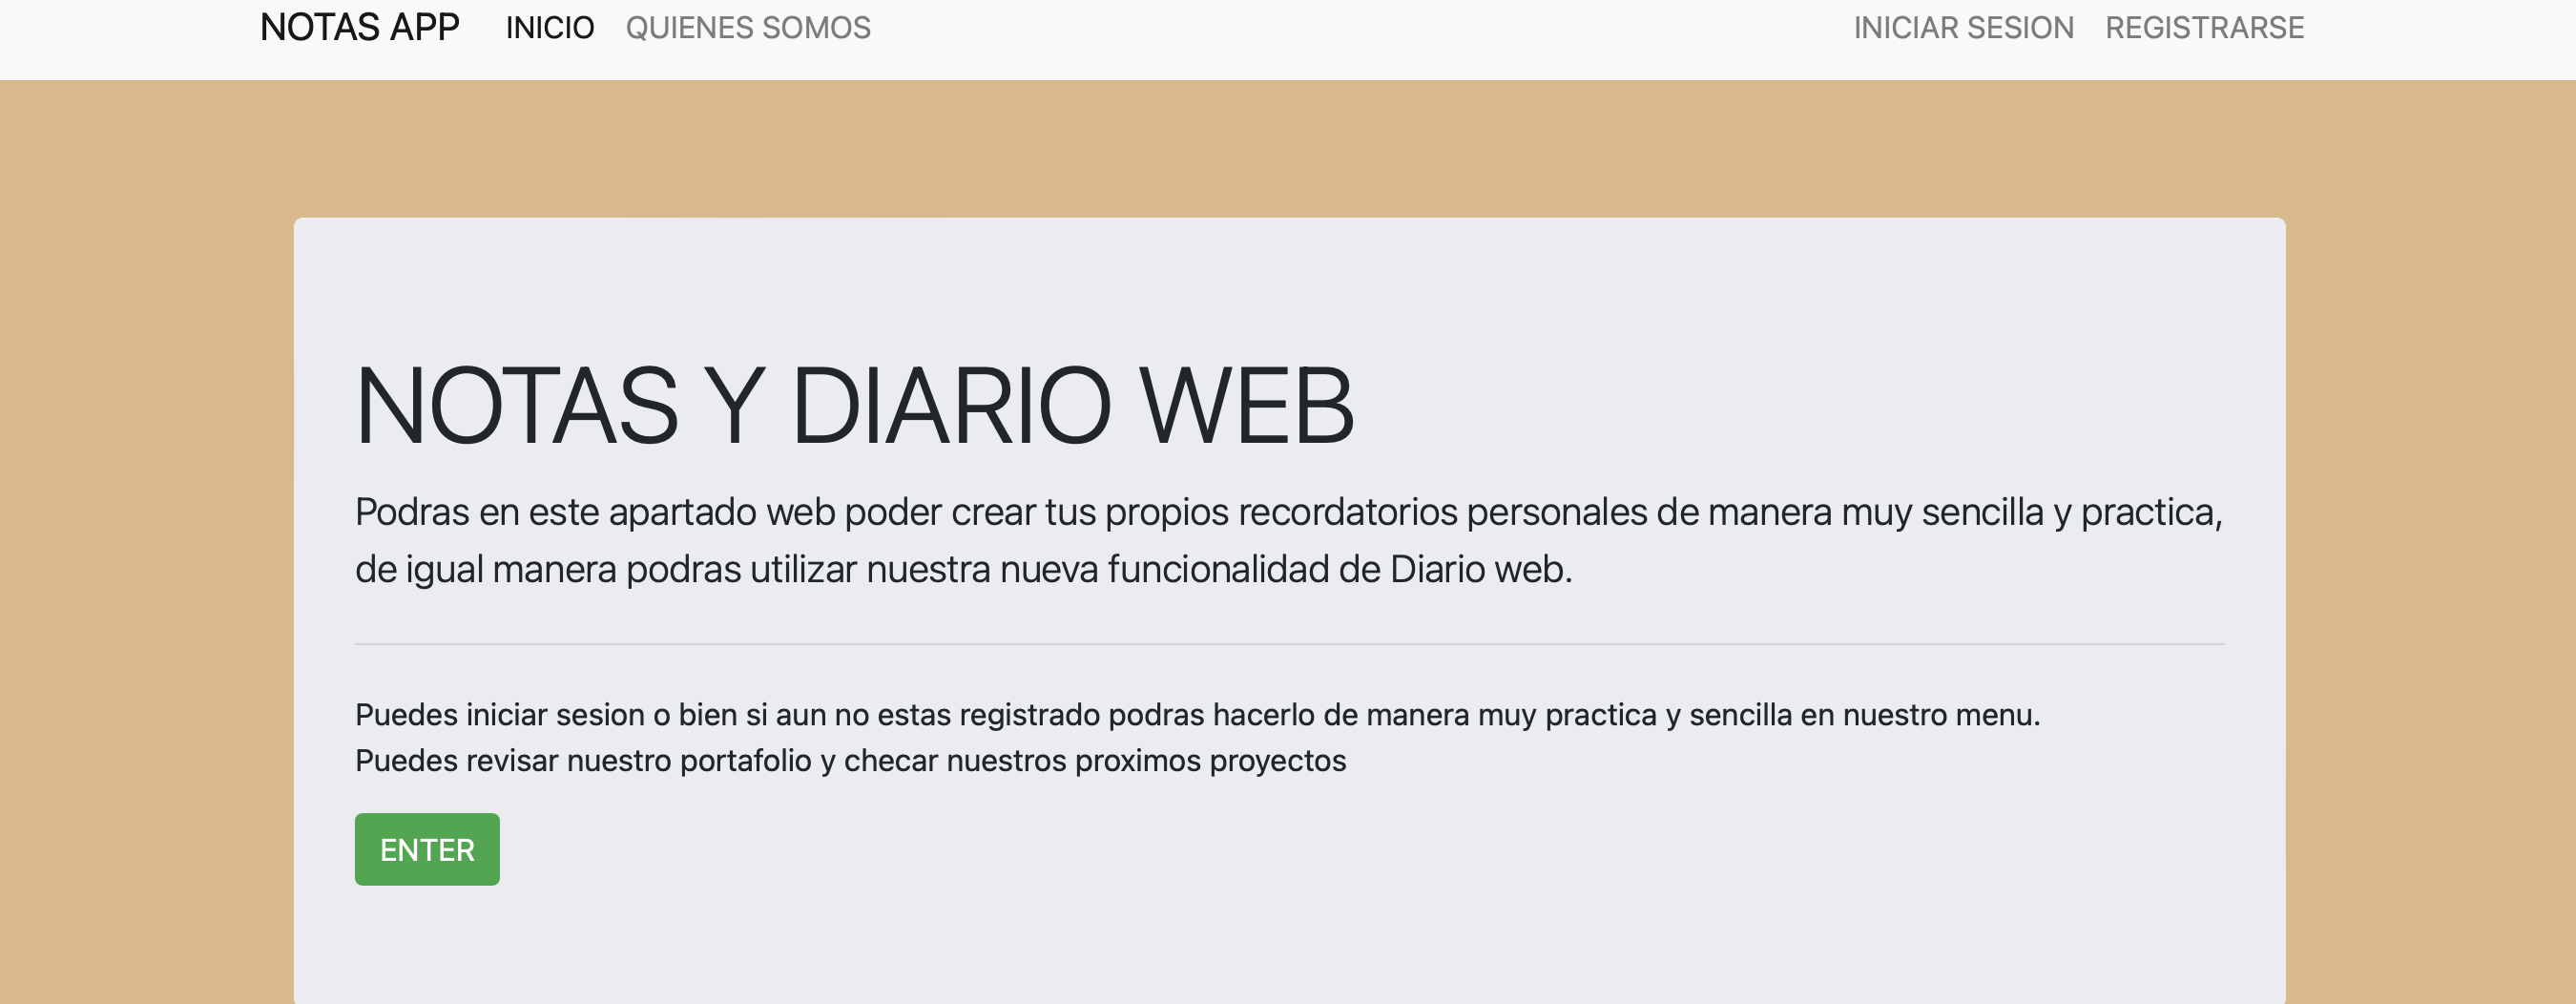 NOTAS APP INICIO QUIENES SOMOS INICIAR SESION REGISTRARSE
NOTAS Y DIARIO WEB
Podras en este apartado web poder crear tus propios recordatorios personales de manera muy sencilla y practica,
de igual manera podras utilizar nuestra nueva funcionalidad de Diario web.
Puedes iniciar sesion o bien si aun no estas registrado podras hacerlo de manera muy practica y sencilla en nuestro menu.
Puedes revisar nuestro portafolio y checar nuestros proximos proyectos
ENTER